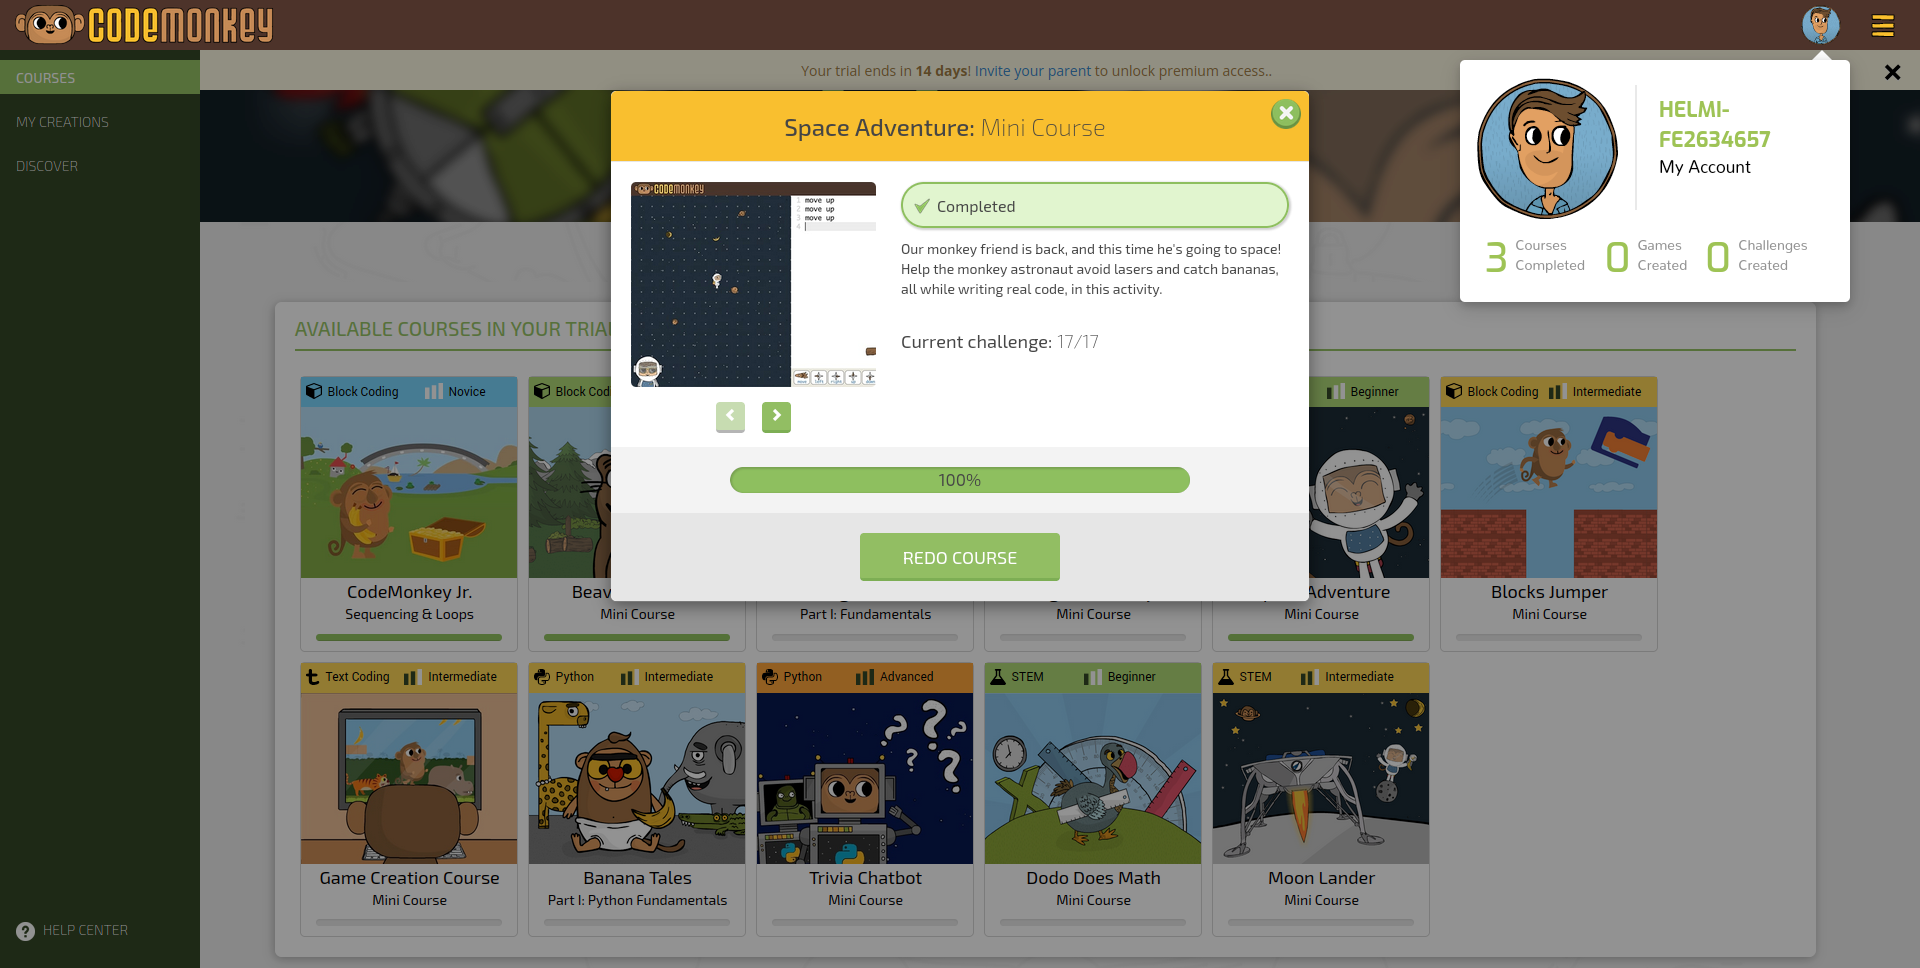 CODEMONKEY
COURSES
MY CREATIONS
DISCOVER
HELP CENTER
Your trial ends in 14 days! Invite your parent to unlock premium access..
HELMI-
FE2634657
My Account
3 Courses Completed
0 Games Created
0 Challenges Created
Space Adventure: Mini Course
CODEMONKEY
1 move up
2 move up
3 move up
4
Completed
Our monkey friend is back, and this time he's going to space!
Help the monkey astronaut avoid lasers and catch bananas,
all while writing real code, in this activity.
Current challenge: 17/17
100%
REDO COURSE
AVAILABLE COURSES IN YOUR TRIA
Block Coding Novice
CodeMonkey Jr.
Sequencing & Loops
Block Cod
Beav
Mini Course
Part I: Fundamentals
Mini Course
Beginner
Adventure
Mini Course
Block Coding Intermediate
Blocks Jumper
Mini Course
Text Coding Intermediate
Game Creation Course
Mini Course
Python Intermediate
Banana Tales
Part I: Python Fundamentals
Python Advanced
Trivia Chatbot
Mini Course
STEM Beginner
Dodo Does Math
Mini Course
STEM Intermediate
Moon Lander
Mini Course